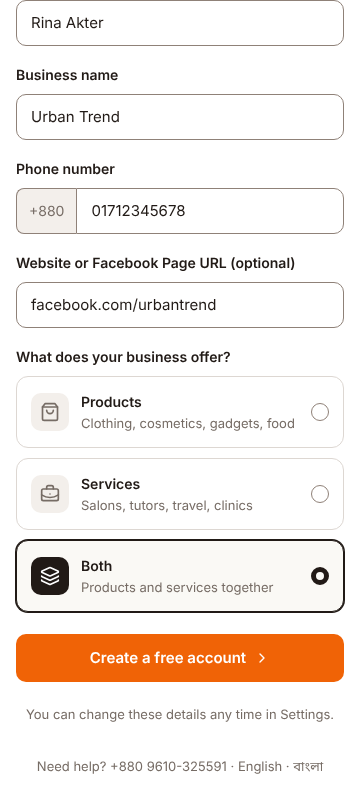 Rina Akter
Business name
Urban Trend
Phone number
+880 01712345678
Website or Facebook Page URL (optional)
facebook.com/urbantrend
What does your business offer?
Products
Clothing, cosmetics, gadgets, food
Services
Salons, tutors, travel, clinics
Both
Products and services together
Create a free account
You can change these details any time in Settings.
Need help? +880 9610-325591 · English · বাংলা